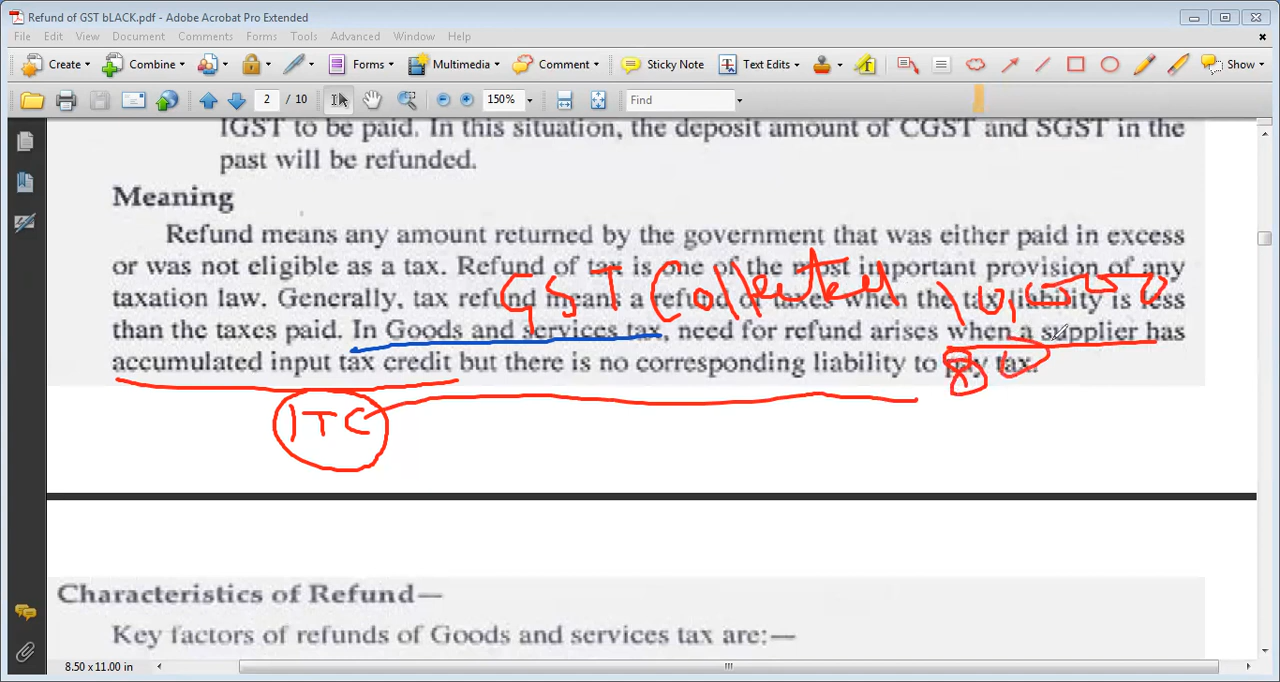 Refund of GST bLACK.pdf - Adobe Acrobat Pro Extended
File Edit View Document Comments Forms Tools Advanced Window Help
Create Combine Forms Multimedia Comment Sticky Note Text Edits Show
2 / 10 150% Find
IGST to be paid. In this situation, the deposit amount of CGST and SGST in the
past will be refunded.
Meaning
Refund means any amount returned by the government that was either paid in excess
or was not eligible as a tax. Refund of tax is one of the most important provision of any
GST Collected
taxation law. Generally, tax refund means a refund of taxes when the tax liability is less
than the taxes paid. In Goods and services tax, need for refund arises when a supplier has
accumulated input tax credit but there is no corresponding liability to pay tax.
ITC
Characteristics of Refund—
Key factors of refunds of Goods and services tax are:—
8.50 x 11.00 in